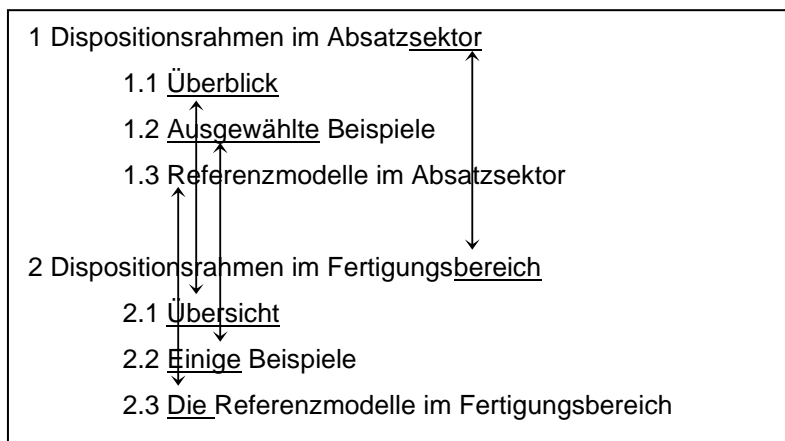 1 Dispositionsrahmen im Absatzsektor
1.1 Überblick
1.2 Ausgewählte Beispiele
1.3 Referenzmodelle im Absatzsektor
2 Dispositionsrahmen im Fertigungsbereich
2.1 Übersicht
2.2 Einige Beispiele
2.3 Die Referenzmodelle im Fertigungsbereich